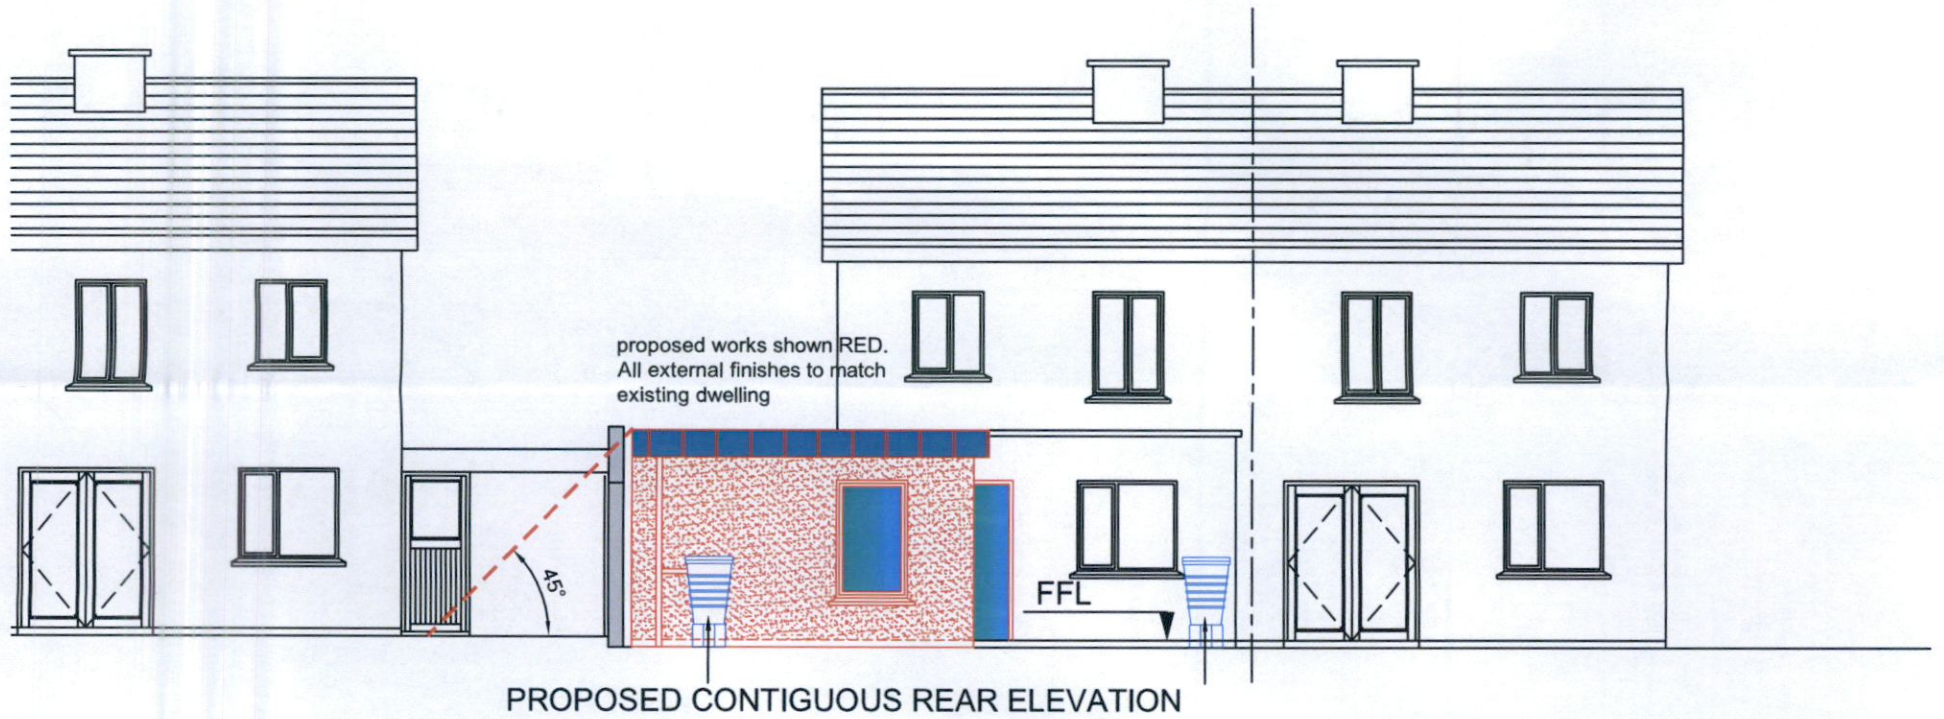 proposed works shown RED.
All external finishes to match
existing dwelling
45°
FFL
PROPOSED CONTIGUOUS REAR ELEVATION